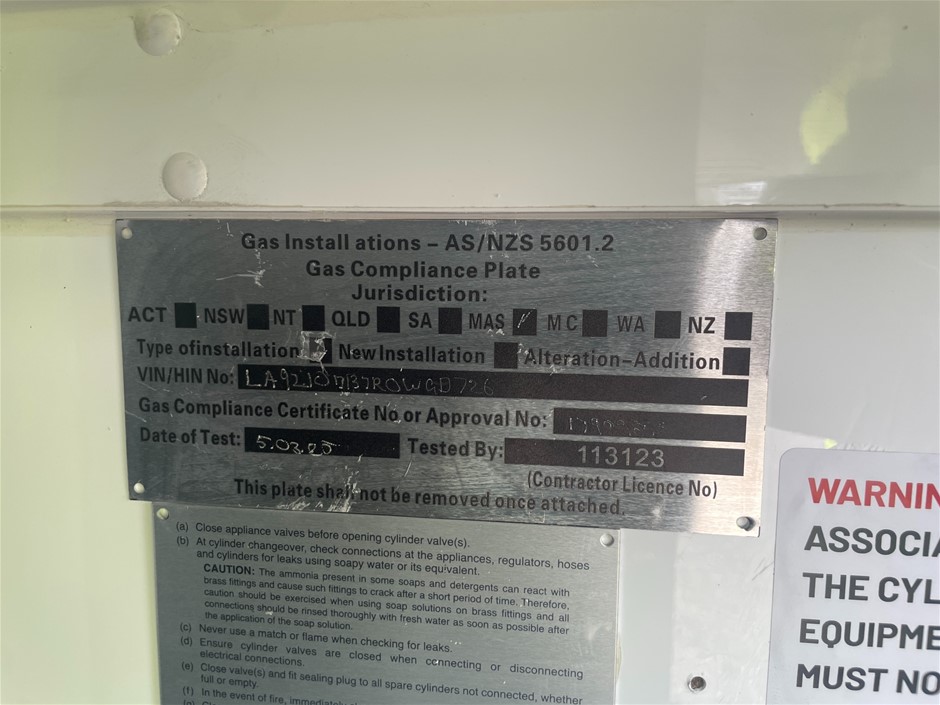 Gas Install ations – AS/NZS 5601.2
Gas Compliance Plate
Jurisdiction:
ACT NSW NT QLD SA MAS MC WA NZ
Type ofinstallation New Installation Alteration–Addition
VIN/HIN No:
Gas Compliance Certificate No or Approval No:
Date of Test: 5.03.25 Tested By: 113123
(Contractor Licence No)
This plate shall not be removed once attached.
(a) Close appliance valves before opening cylinder valve(s).
(b) At cylinder changeover, check connections at the appliances, regulators, hoses
and cylinders for leaks using soapy water or its equivalent.
CAUTION: The ammonia present in some soaps and detergents can react with
brass fittings and cause such fittings to crack after a short period of time. Therefore,
caution should be exercised when using soap solutions on brass fittings and all
connections should be rinsed thoroughly with fresh water as soon as possible after
the application of the soap solution.
(c) Never use a match or flame when checking for leaks.
(d) Ensure cylinder valves are closed when connecting or disconnecting
electrical connections.
(e) Close valve(s) and fit sealing plug to all spare cylinders not connected, whether
full or empty.
(f) In the event of fire,
WARNIN
ASSOCIA
THE CYL
EQUIPME
MUST NO